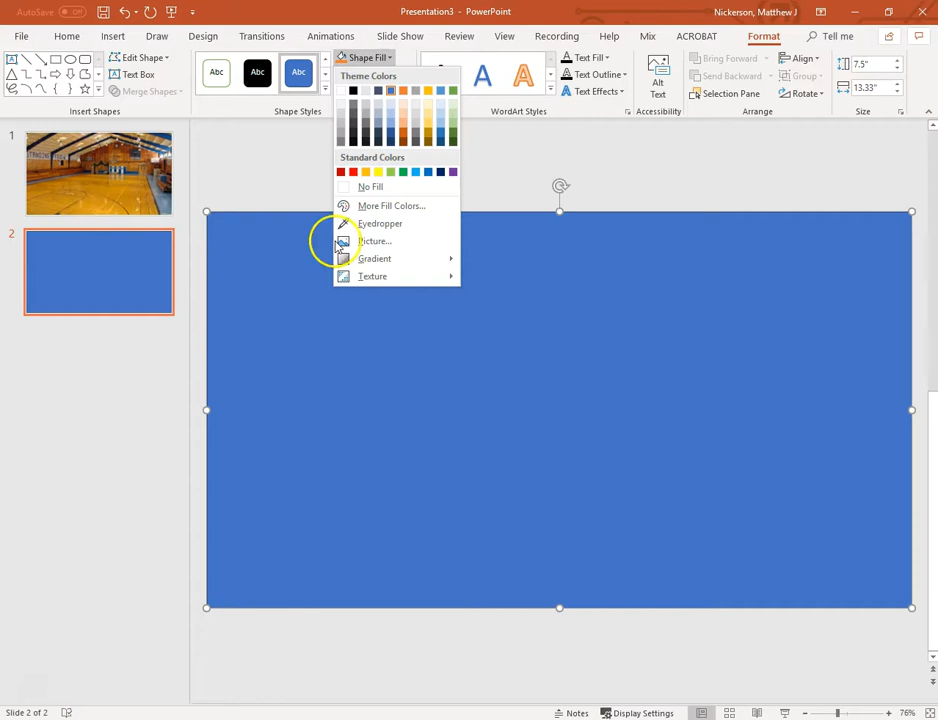 AutoSave Off Presentation3 - PowerPoint Nickerson, Matthew J
File Home Insert Draw Design Transitions Animations Slide Show Review View Recording Help Mix ACROBAT Format Tell me
Edit Shape
Text Box
Merge Shapes
Insert Shapes
Abc Abc Abc
Shape Styles
Shape Fill
Theme Colors
Standard Colors
No Fill
More Fill Colors...
Eyedropper
Picture...
Gradient
Texture
A A
Text Fill
Text Outline
Text Effects
WordArt Styles
Alt
Text
Accessibility
Bring Forward
Send Backward
Selection Pane
Align
Group
Rotate
Arrange
7.5"
13.33"
Size
1
2
Slide 2 of 2 Notes Display Settings 76%